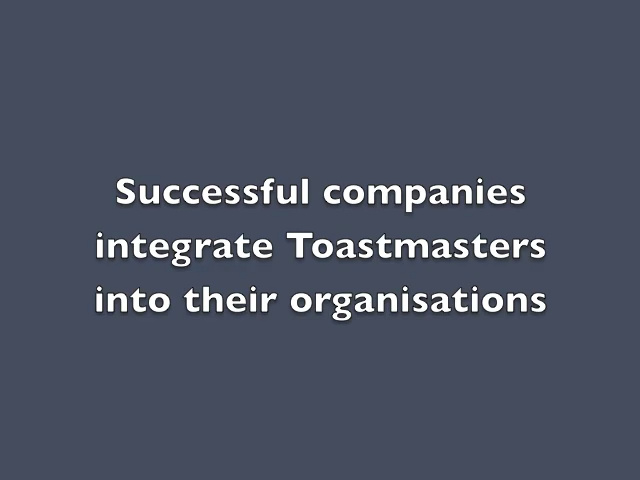 Successful companies
integrate Toastmasters
into their organisations